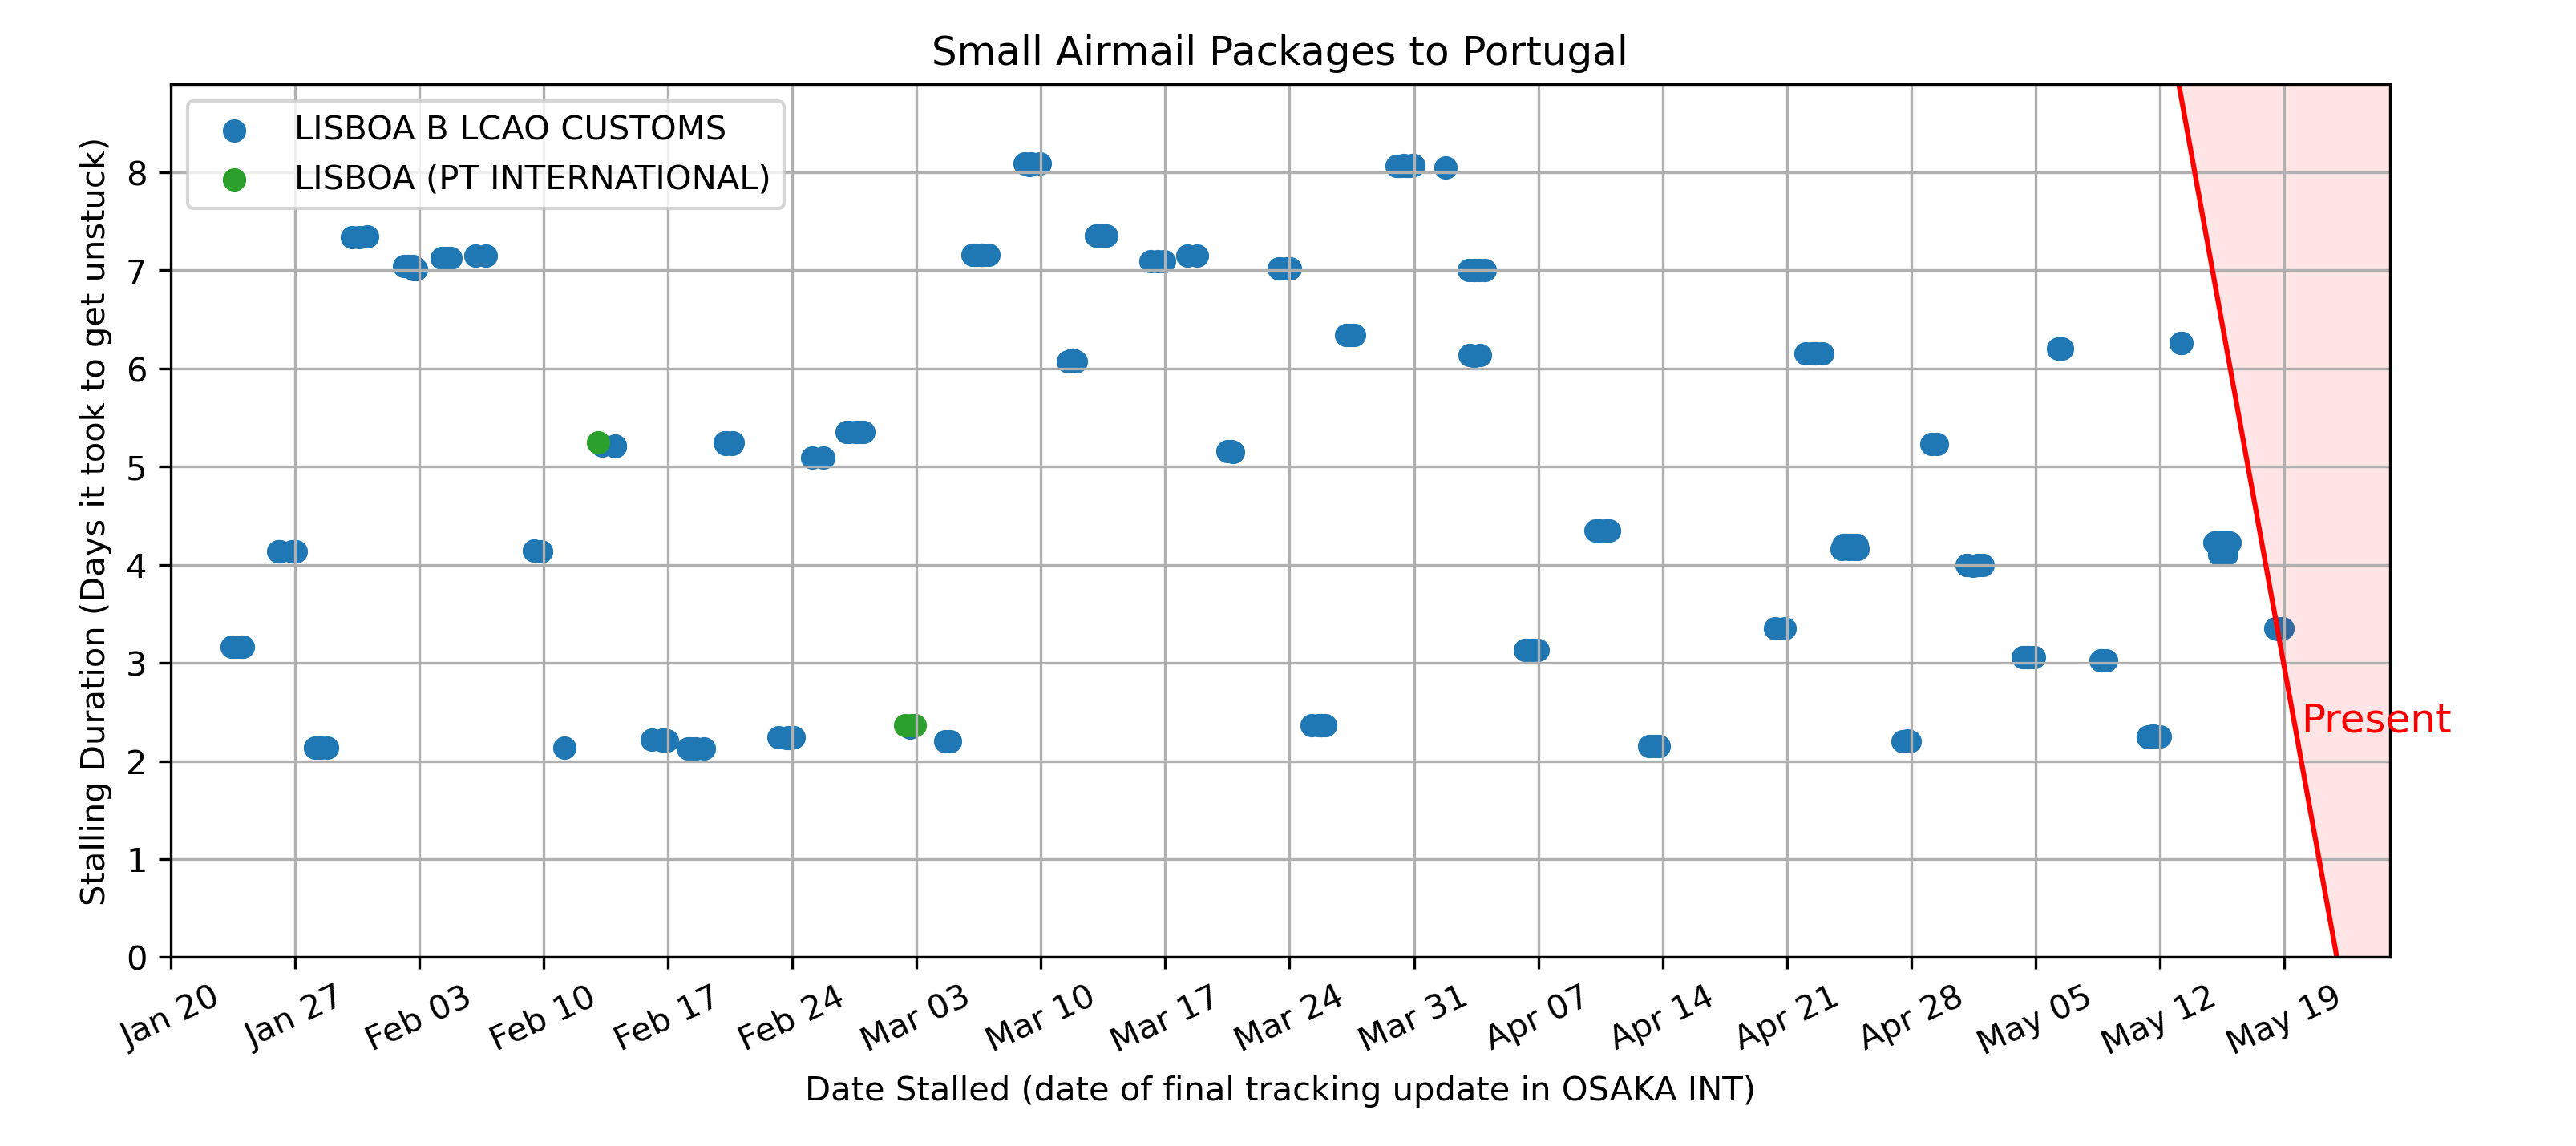 Small Airmail Packages to Portugal
LISBOA B LCAO CUSTOMS
LISBOA (PT INTERNATIONAL)
Stalling Duration (Days it took to get unstuck)
8
7
6
5
4
3
2
1
0
Present
Jan 20
Jan 27
Feb 03
Feb 10
Feb 17
Feb 24
Mar 03
Mar 10
Mar 17
Mar 24
Mar 31
Apr 07
Apr 14
Apr 21
Apr 28
May 05
May 12
May 19
Date Stalled (date of final tracking update in OSAKA INT)